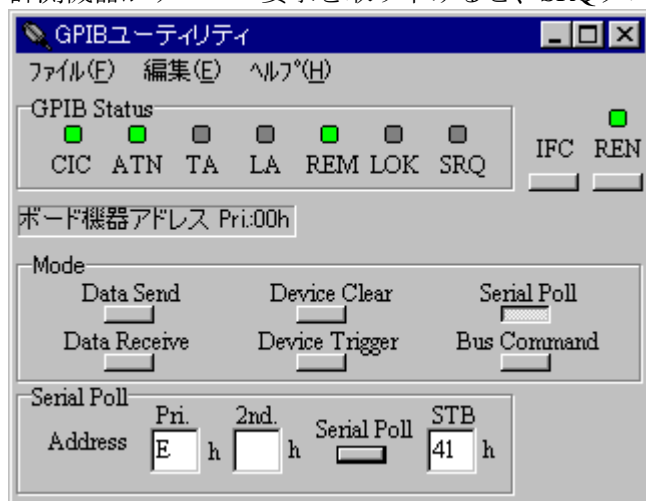 GPIBユーティリティ
ファイル(F) 編集(E) ヘルプ(H)
GPIB Status
CIC ATN TA LA REM LOK SRQ
IFC REN
ボード機器アドレス Pri.:00h
Mode
Data Send Device Clear Serial Poll
Data Receive Device Trigger Bus Command
Serial Poll
Pri. 2nd. STB
Address E h h Serial Poll 41 h